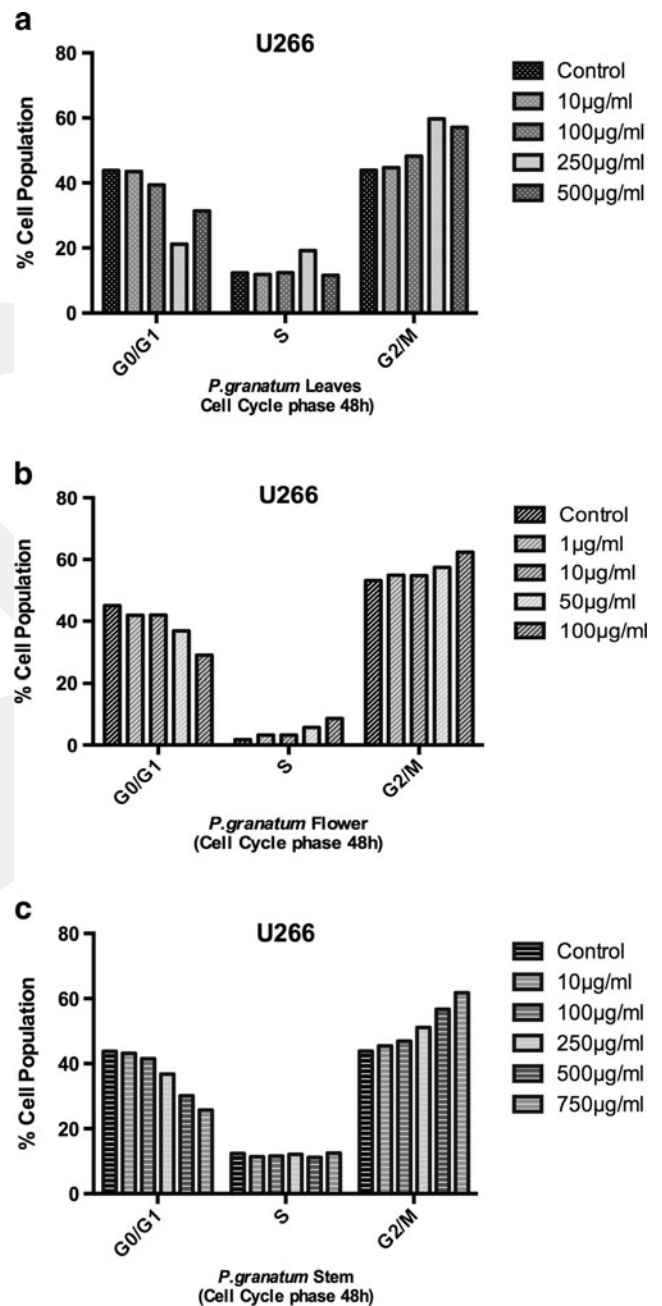 a
U266
% Cell Population
80
60
40
20
0
G0/G1
S
G2/M
P.granatum Leaves
Cell Cycle phase 48h)
Control
10µg/ml
100µg/ml
250µg/ml
500µg/ml
b
U266
% Cell Population
80
60
40
20
0
G0/G1
S
G2/M
P.granatum Flower
(Cell Cycle phase 48h)
Control
1µg/ml
10µg/ml
50µg/ml
100µg/ml
c
U266
% Cell Population
80
60
40
20
0
G0/G1
S
G2/M
P.granatum Stem
(Cell Cycle phase 48h)
Control
10µg/ml
100µg/ml
250µg/ml
500µg/ml
750µg/ml